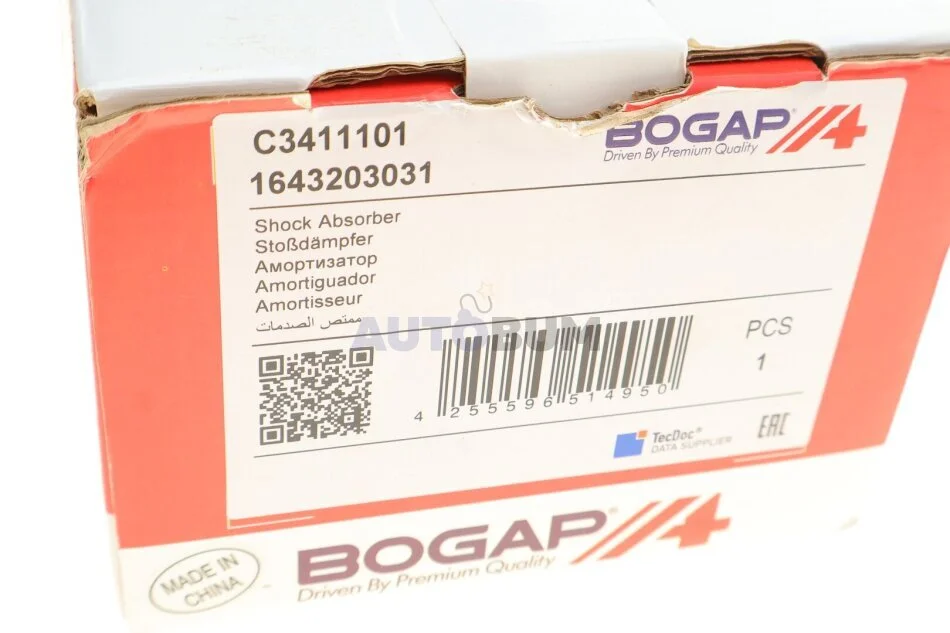 C3411101
1643203031
BOGAP®
Driven By Premium Quality
Shock Absorber
Stoßdämpfer
Амортизатор
Amortiguador
Amortisseur
ممتص الصدمات
AUTOBUM
PCS
1
4 255596 514950
TecDoc®
DATA SUPPLIER
EAC
BOGAP®
Driven By Premium Quality
MADE IN
CHINA